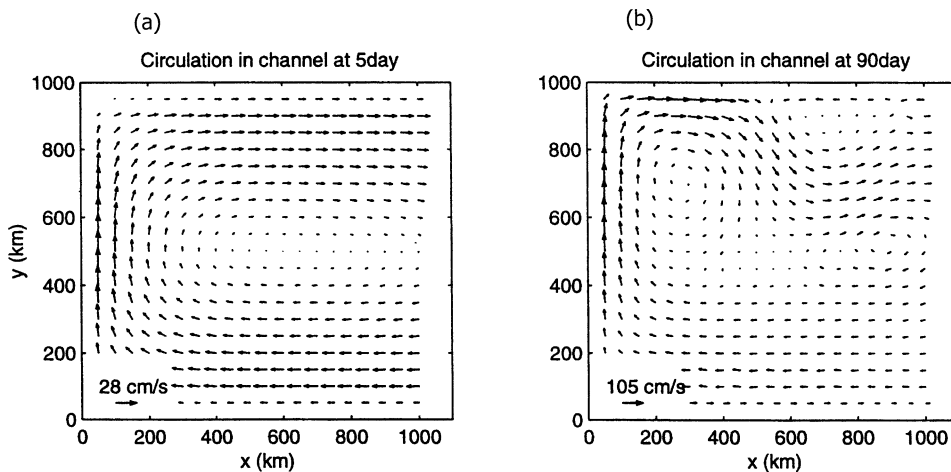 (a)
Circulation in channel at 5day
1000
800
600
400
200
0
y (km)
28 cm/s
0 200 400 600 800 1000
x (km)
(b)
Circulation in channel at 90day
1000
800
600
400
200
0
105 cm/s
0 200 400 600 800 1000
x (km)